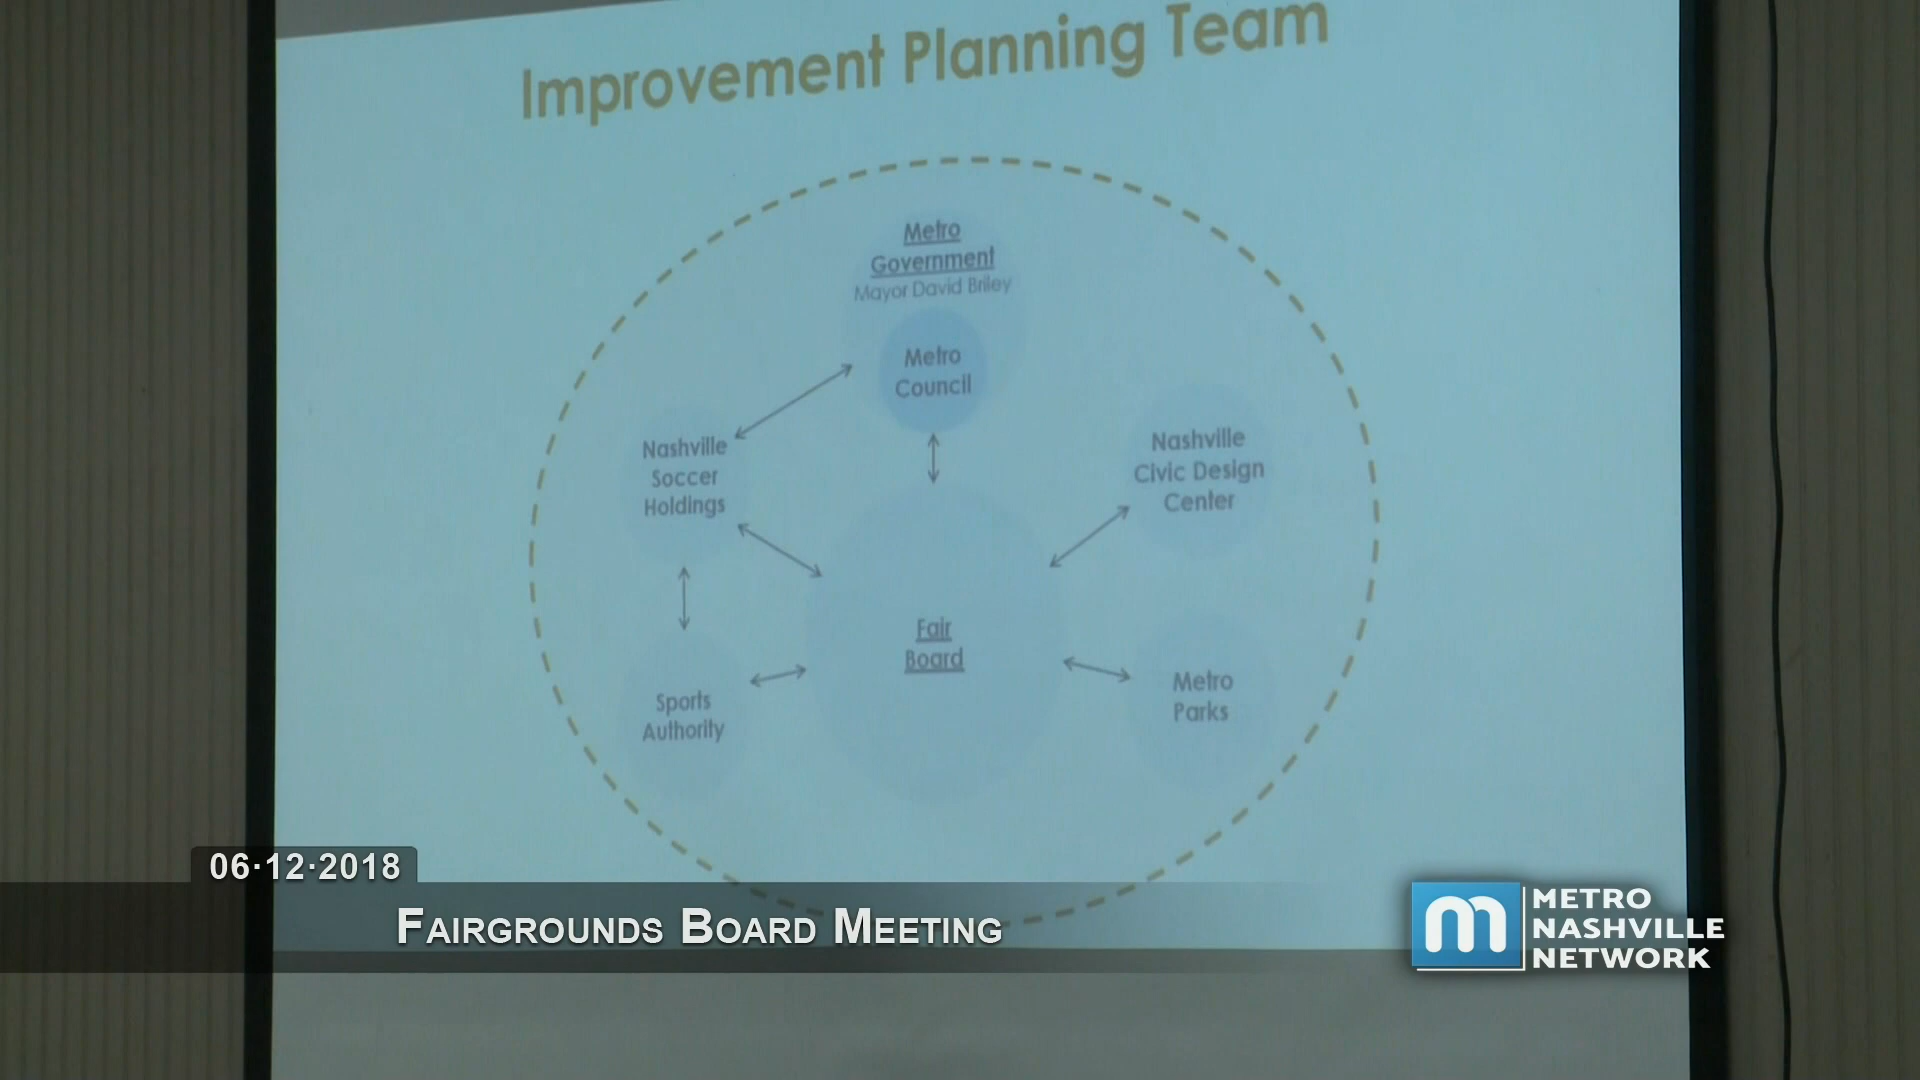 Improvement Planning Team
Metro
Government
Mayor David Briley
Metro
Council
Nashville
Soccer
Holdings
Nashville
Civic Design
Center
Fair
Board
Sports
Authority
Metro
Parks
06·12·2018
FAIRGROUNDS BOARD MEETING
m METRO
NASHVILLE
NETWORK